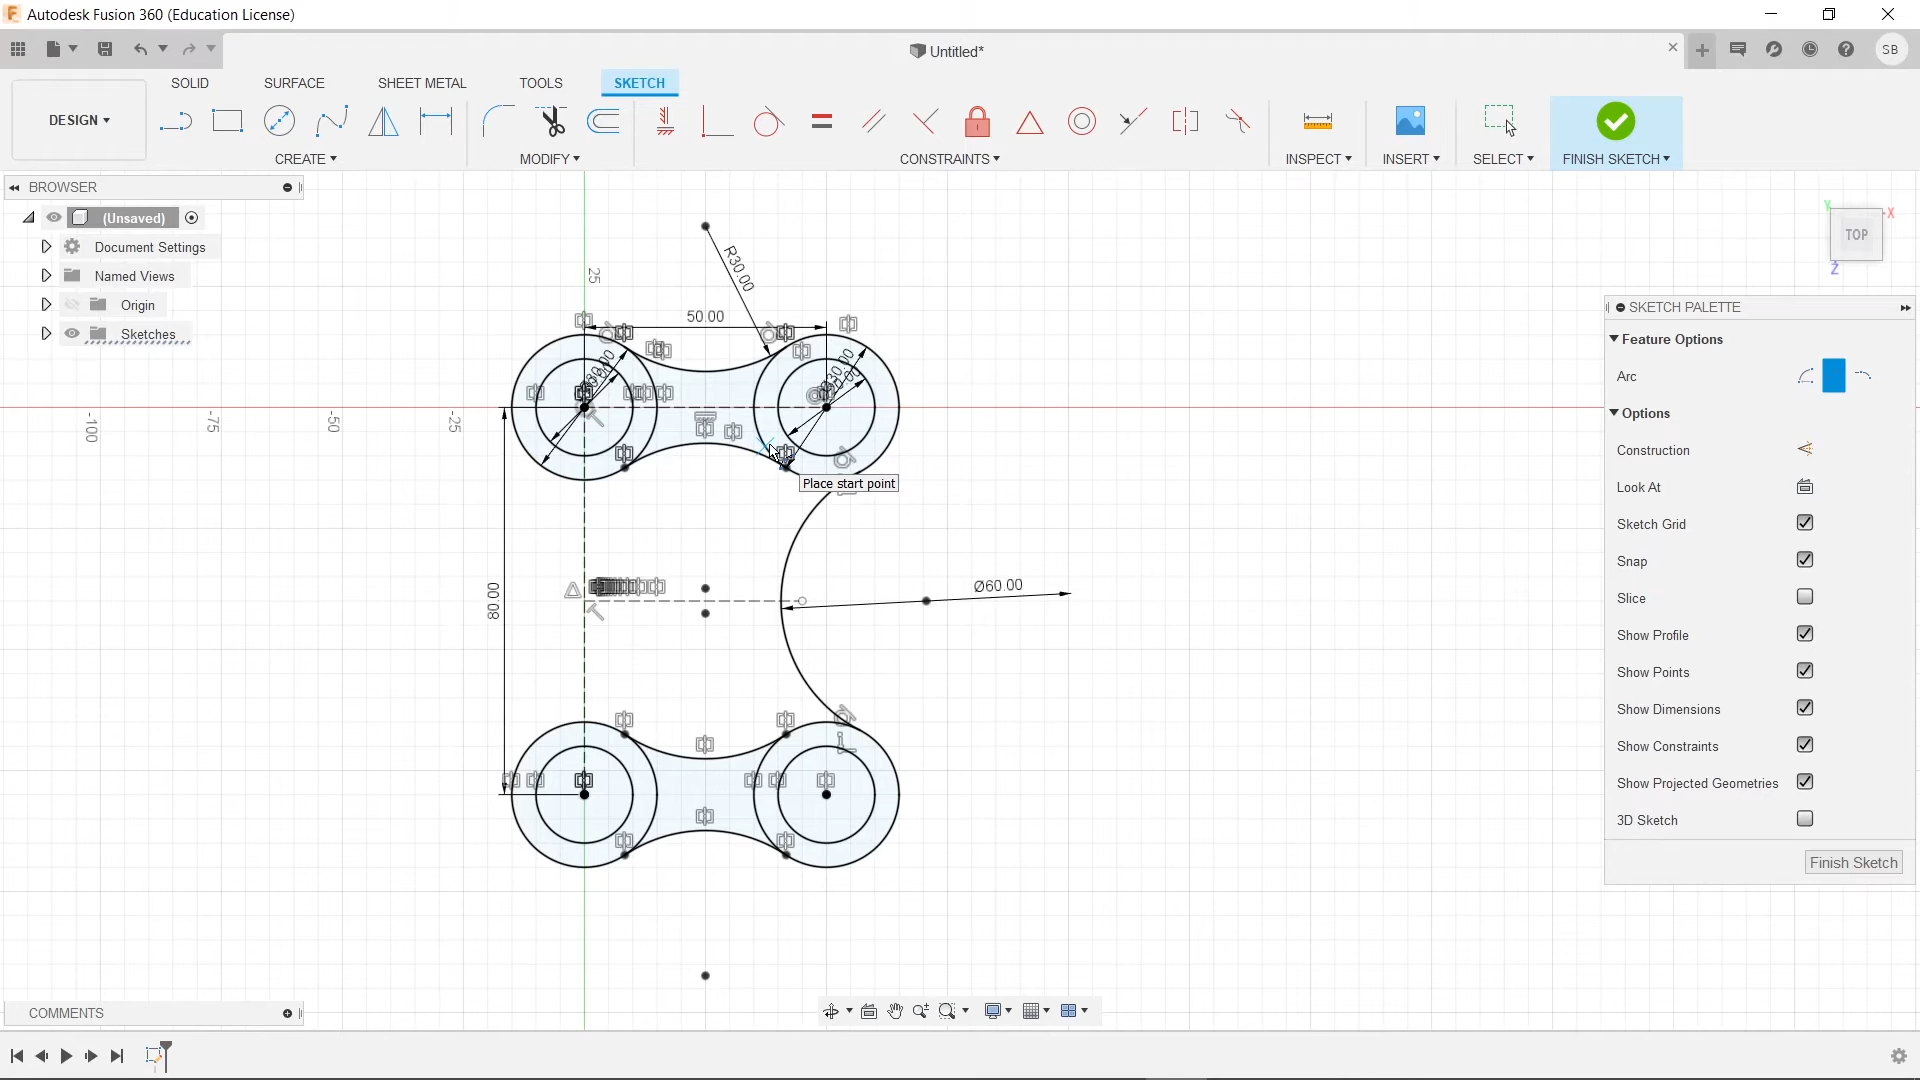 Autodesk Fusion 360 (Education License)
Untitled*
SB
DESIGN
SOLID
SURFACE
SHEET METAL
TOOLS
SKETCH
CREATE
MODIFY
CONSTRAINTS
INSPECT
INSERT
SELECT
FINISH SKETCH
BROWSER
(Unsaved)
Document Settings
Named Views
Origin
Sketches
Y
X
TOP
Z
25
R30.00
50.00
-100
-75
-50
-25
Place start point
80.00
Ø60.00
SKETCH PALETTE
Feature Options
Arc
Options
Construction
Look At
Sketch Grid
Snap
Slice
Show Profile
Show Points
Show Dimensions
Show Constraints
Show Projected Geometries
3D Sketch
Finish Sketch
COMMENTS